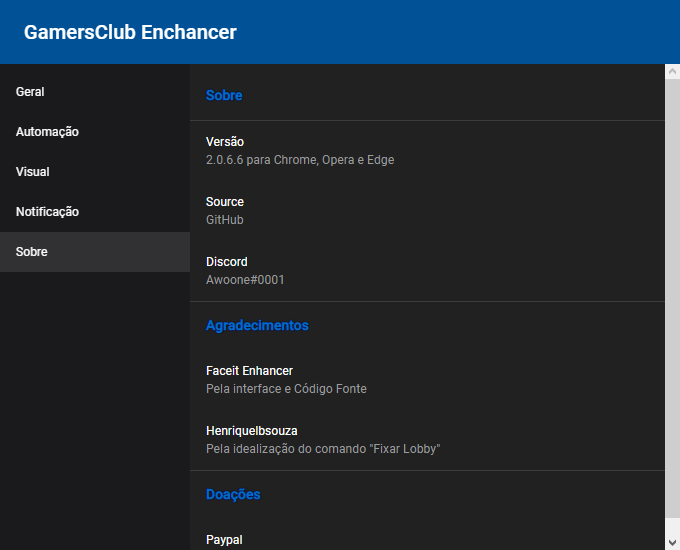 GamersClub Enchancer
Geral
Automação
Visual
Notificação
Sobre
Sobre
Versão
2.0.6.6 para Chrome, Opera e Edge
Source
GitHub
Discord
Awoone#0001
Agradecimentos
Faceit Enhancer
Pela interface e Código Fonte
Henriquelbsouza
Pela idealização do comando "Fixar Lobby"
Doações
Paypal